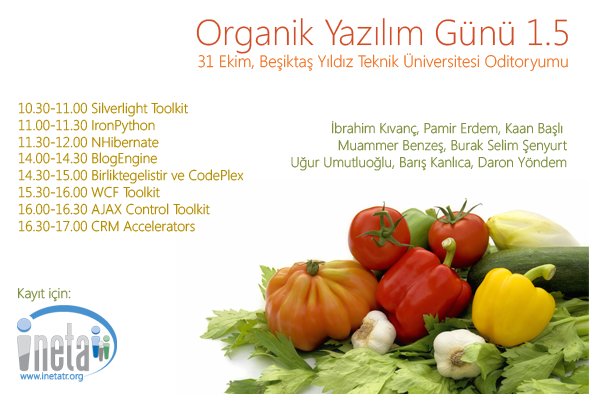 Organik Yazılım Günü 1.5
31 Ekim, Beşiktaş Yıldız Teknik Üniversitesi Oditoryumu
10.30-11.00 Silverlight Toolkit
11.00-11.30 IronPython
11.30-12.00 NHibernate
14.00-14.30 BlogEngine
14.30-15.00 Birliktegelistir ve CodePlex
15.30-16.00 WCF Toolkit
16.00-16.30 AJAX Control Toolkit
16.30-17.00 CRM Accelerators
İbrahim Kıvanç, Pamir Erdem, Kaan Başlı
Muammer Benzeş, Burak Selim Şenyurt
Uğur Umutluoğlu, Barış Kanlıca, Daron Yöndem
Kayıt için:
ineta
www.inetatr.org